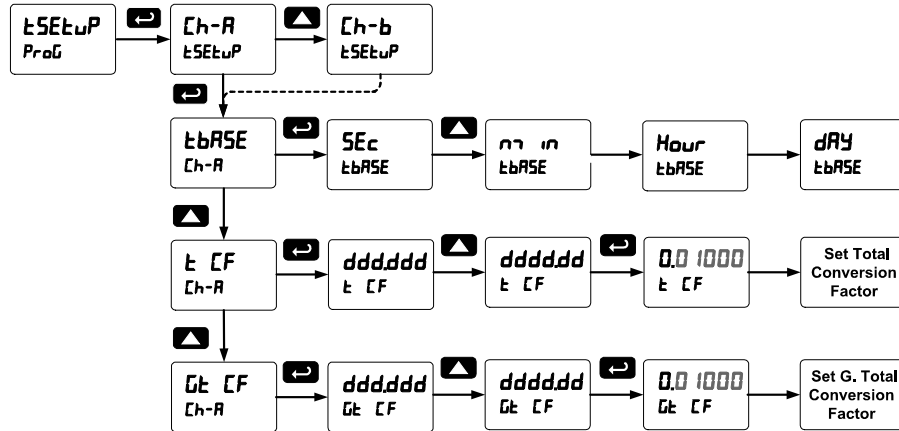 tSEtuP
ProG
Ch-A
tSEtuP
Ch-b
tSEtuP
tbASE
Ch-A
SEc
tbASE
min
tbASE
Hour
tbASE
dAY
tbASE
t CF
Ch-A
ddd.ddd
t CF
dddd.dd
t CF
0.01000
t CF
Set Total
Conversion
Factor
Gt CF
Ch-A
ddd.ddd
Gt CF
dddd.dd
Gt CF
0.01000
Gt CF
Set G. Total
Conversion
Factor